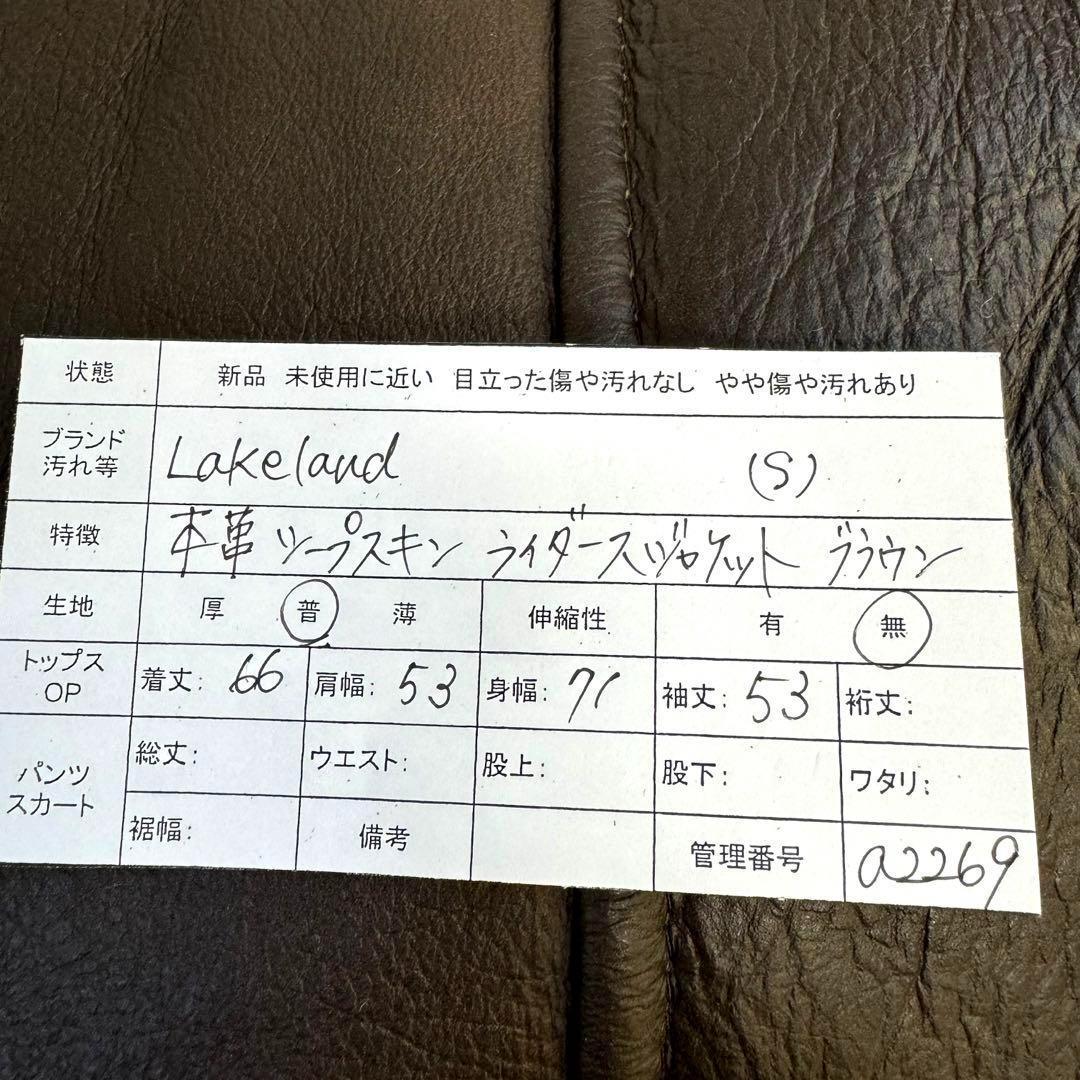 状態 新品 未使用に近い 目立った傷や汚れなし やや傷や汚れあり
ブランド
汚れ等 Lakeland (S)
特徴 本革 シープスキン ライダースジャケット ブラウン
生地 厚 普 薄 伸縮性 有 無
トップス
OP 着丈: 66 肩幅: 53 身幅: 71 袖丈: 53 裄丈:
パンツ
スカート 総丈: ウエスト: 股上: 股下: ワタリ:
裾幅: 備考 管理番号 a2269